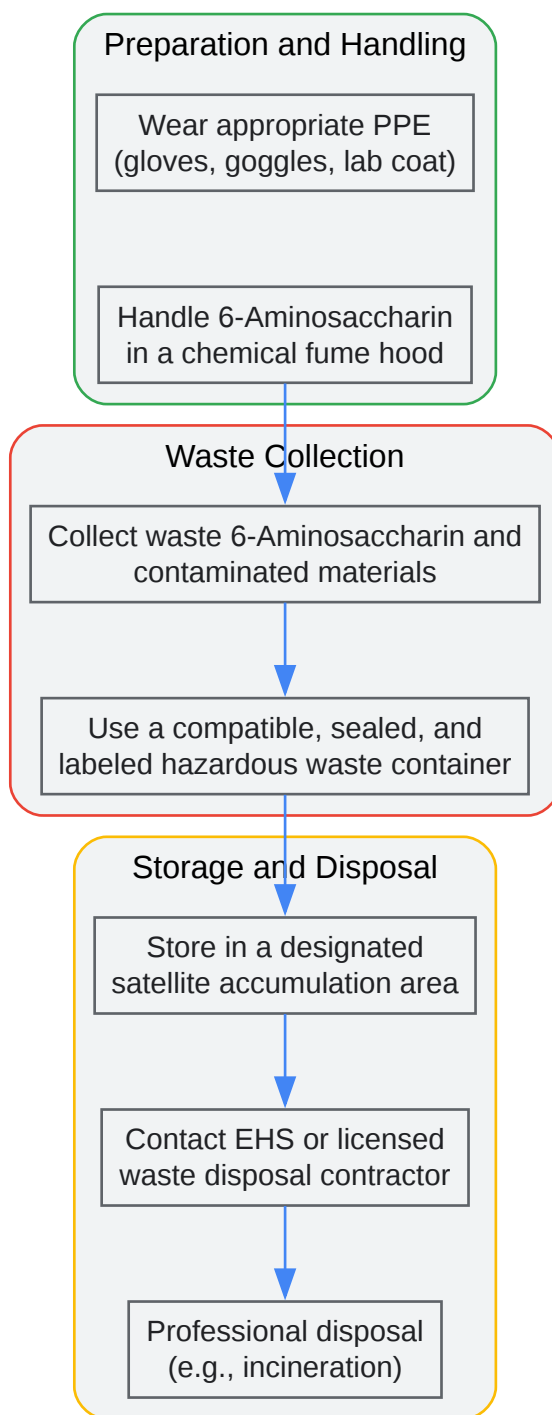 Preparation and Handling
Wear appropriate PPE
(gloves, goggles, lab coat)
Handle 6-Aminosaccharin
in a chemical fume hood
Waste Collection
Collect waste 6-Aminosaccharin and
contaminated materials
Use a compatible, sealed, and
labeled hazardous waste container
Storage and Disposal
Store in a designated
satellite accumulation area
Contact EHS or licensed
waste disposal contractor
Professional disposal
(e.g., incineration)